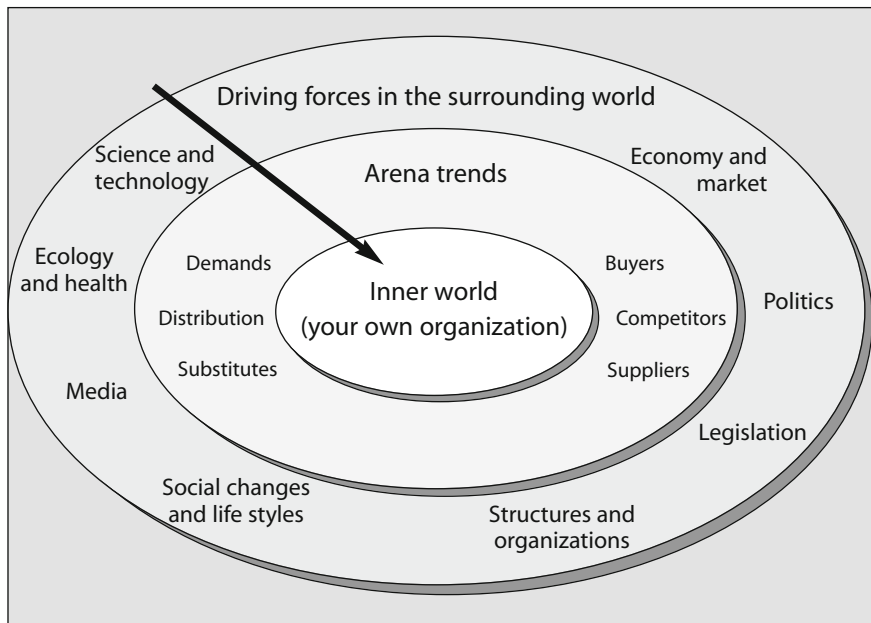 Driving forces in the surrounding world
Science and
technology
Economy and
market
Arena trends
Ecology
and health
Demands
Buyers
Inner world
(your own organization)
Politics
Distribution
Competitors
Substitutes
Suppliers
Media
Legislation
Social changes
and life styles
Structures and
organizations